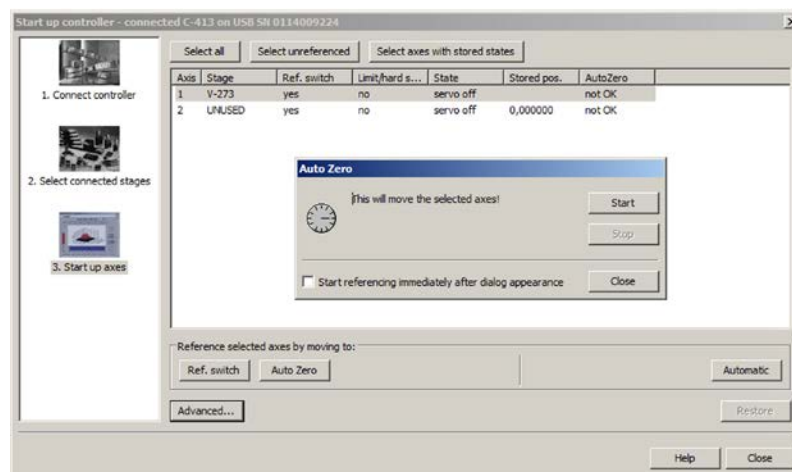 Start up controller - connected C-413 on USB SN 0114009224
1. Connect controller
2. Select connected stages
3. Start up axes
Select all Select unreferenced Select axes with stored states
Axis Stage Ref. switch Limit/hard s... State Stored pos. AutoZero
1 V-273 yes no servo off not OK
2 UNUSED yes no servo off 0,000000 not OK
Auto Zero
This will move the selected axes!
Start
Stop
Start referencing immediately after dialog appearance
Close
Reference selected axes by moving to:
Ref. switch Auto Zero Automatic
Advanced... Restore
Help Close